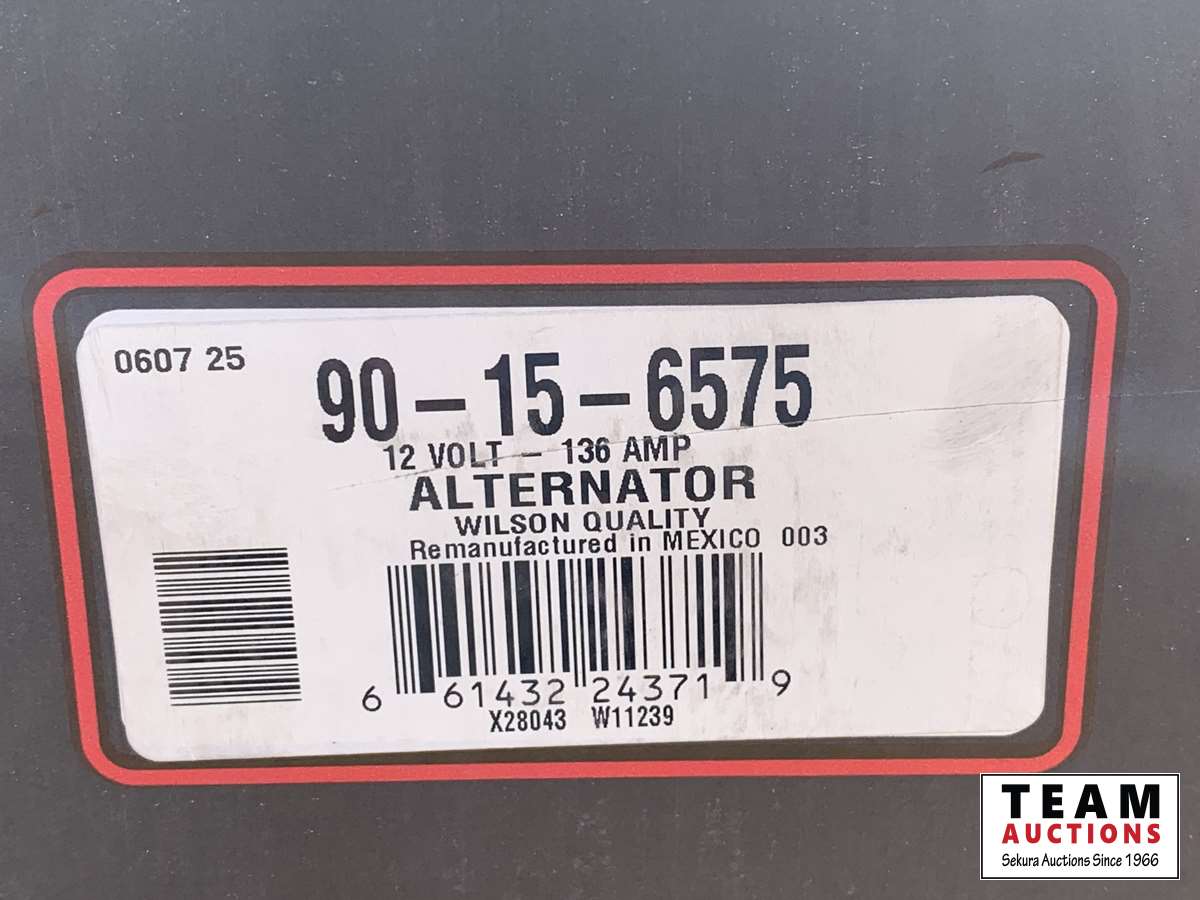 0607 25
90-15-6575
12 VOLT - 136 AMP
ALTERNATOR
WILSON QUALITY
Remanufactured in MEXICO 003
6 61432 24371 9
X28043 W11239
TEAM
AUCTIONS
Sekura Auctions Since 1966